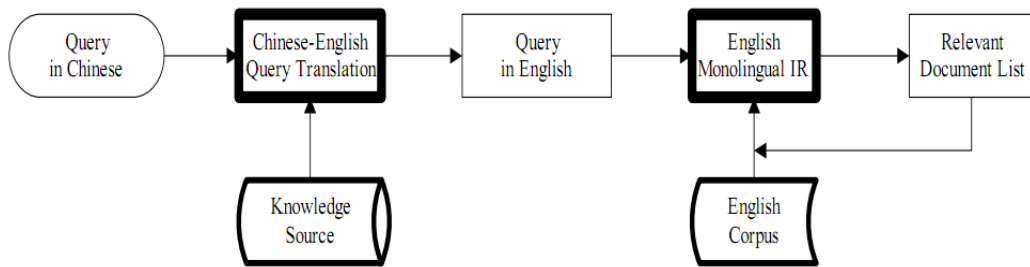 Query
in Chinese
Chinese-English
Query Translation
Query
in English
English
Monolingual IR
Relevant
Document List
Knowledge
Source
English
Corpus